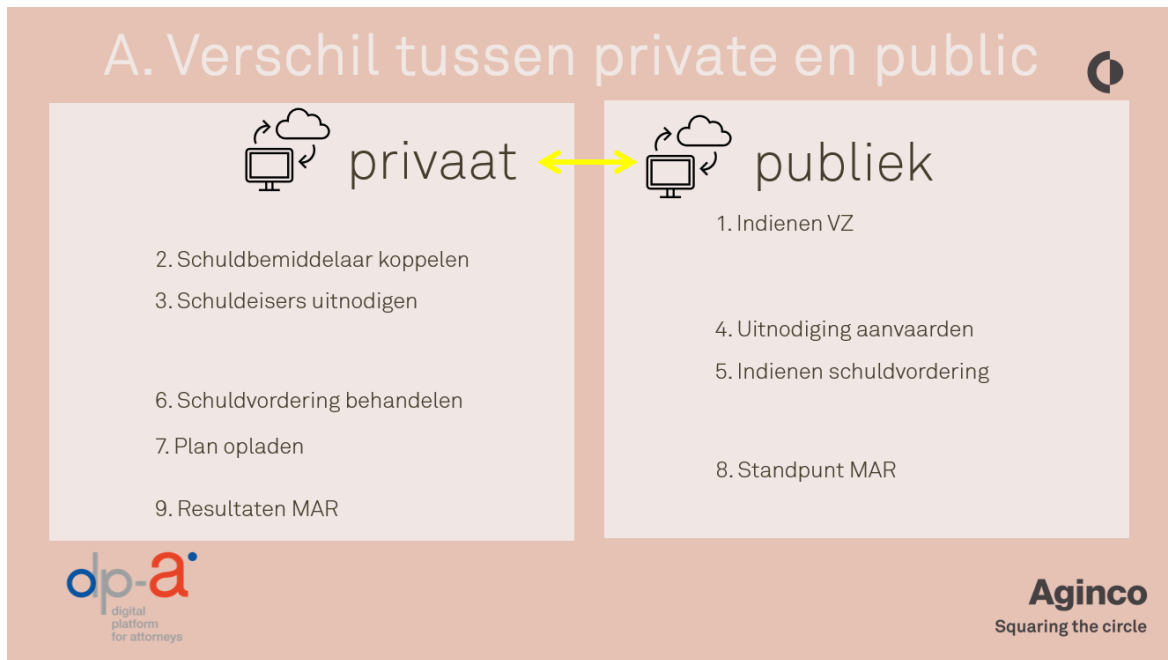 A. Verschil tussen private en public
privaat
2. Schuldbemiddelaar koppelen
3. Schuldeisers uitnodigen
6. Schuldvordering behandelen
7. Plan opladen
9. Resultaten MAR
publiek
1. Indienen VZ
4. Uitnodiging aanvaarden
5. Indienen schuldvordering
8. Standpunt MAR
dp-a
digital
platform
for attorneys
Aginco
Squaring the circle